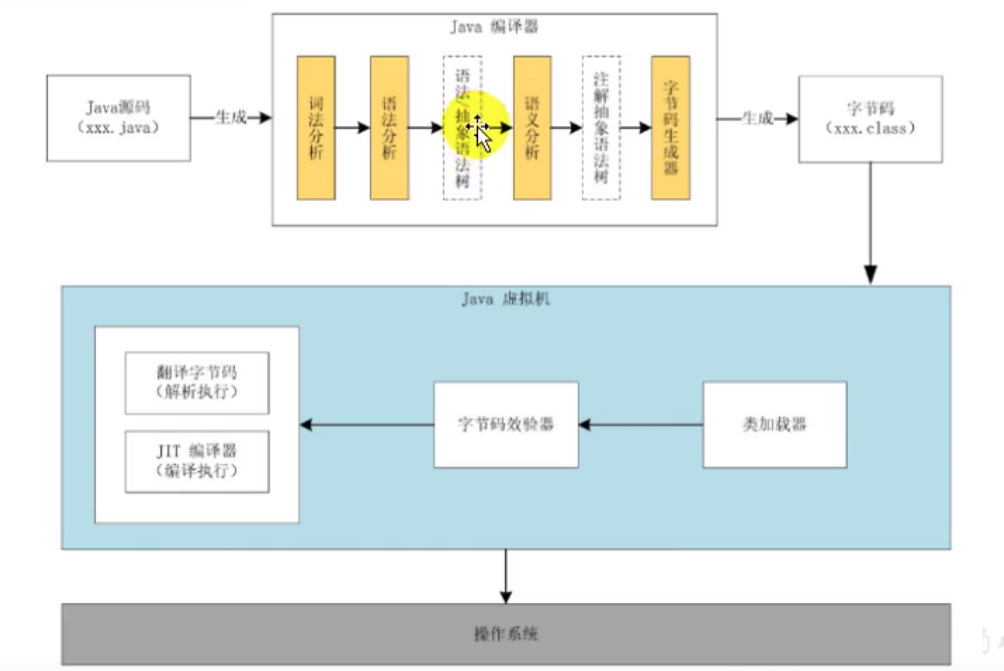 Java 编译器
Java源码
（xxx.java）
生成
词法分析
语法分析
语法/抽象语法树
语义分析
注解抽象语法树
字节码生成器
生成
字节码
（xxx.class）
Java 虚拟机
翻译字节码
（解析执行）
JIT 编译器
（编译执行）
字节码效验器
类加载器
操作系统